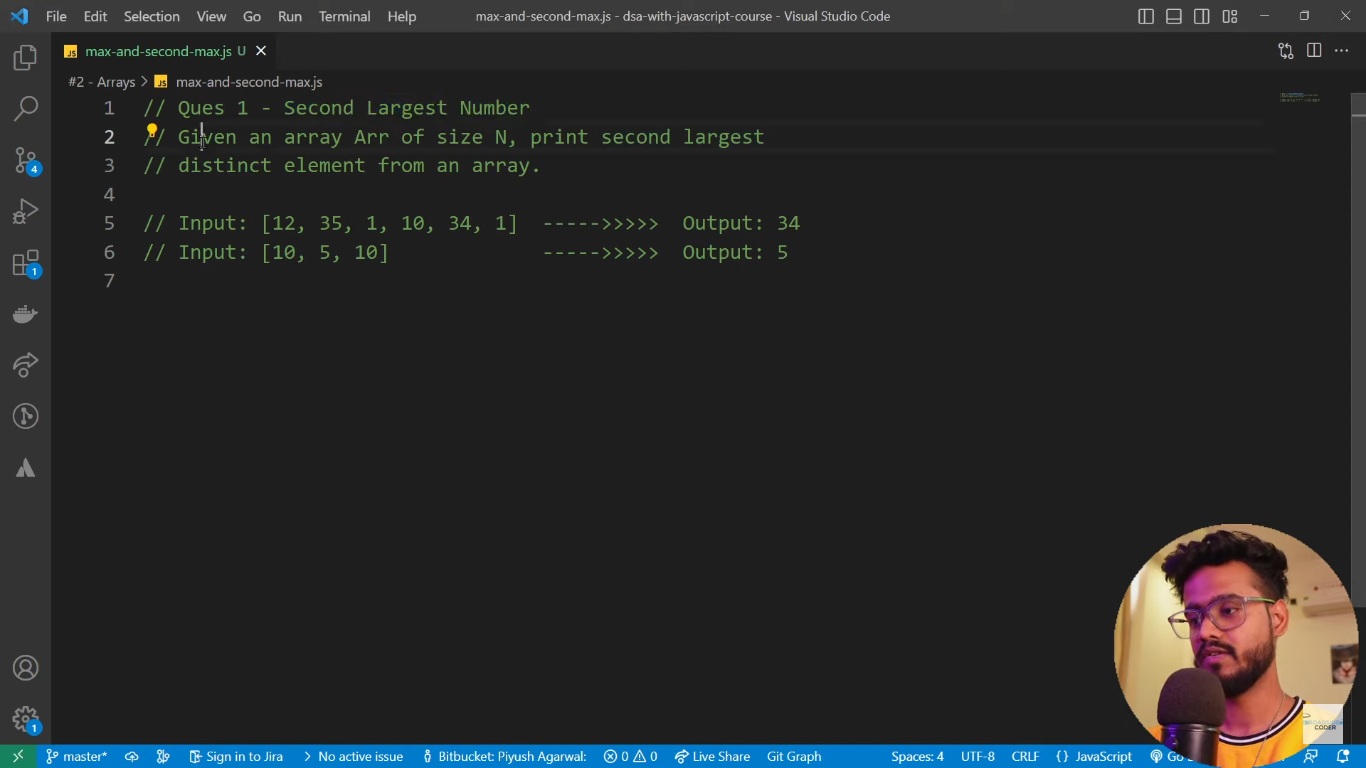 File Edit Selection View Go Run Terminal Help max-and-second-max.js - dsa-with-javascript-course - Visual Studio Code
JS max-and-second-max.js U
#2 - Arrays > JS max-and-second-max.js
1 // Ques 1 - Second Largest Number
2 // Given an array Arr of size N, print second largest
3 // distinct element from an array.
4
5 // Input: [12, 35, 1, 10, 34, 1] ----->>>>> Output: 34
6 // Input: [10, 5, 10] ----->>>>> Output: 5
7
4
1
1
CODER
master* Sign in to Jira No active issue Bitbucket: Piyush Agarwal: 0 0 Live Share Git Graph Spaces: 4 UTF-8 CRLF {} JavaScript Go